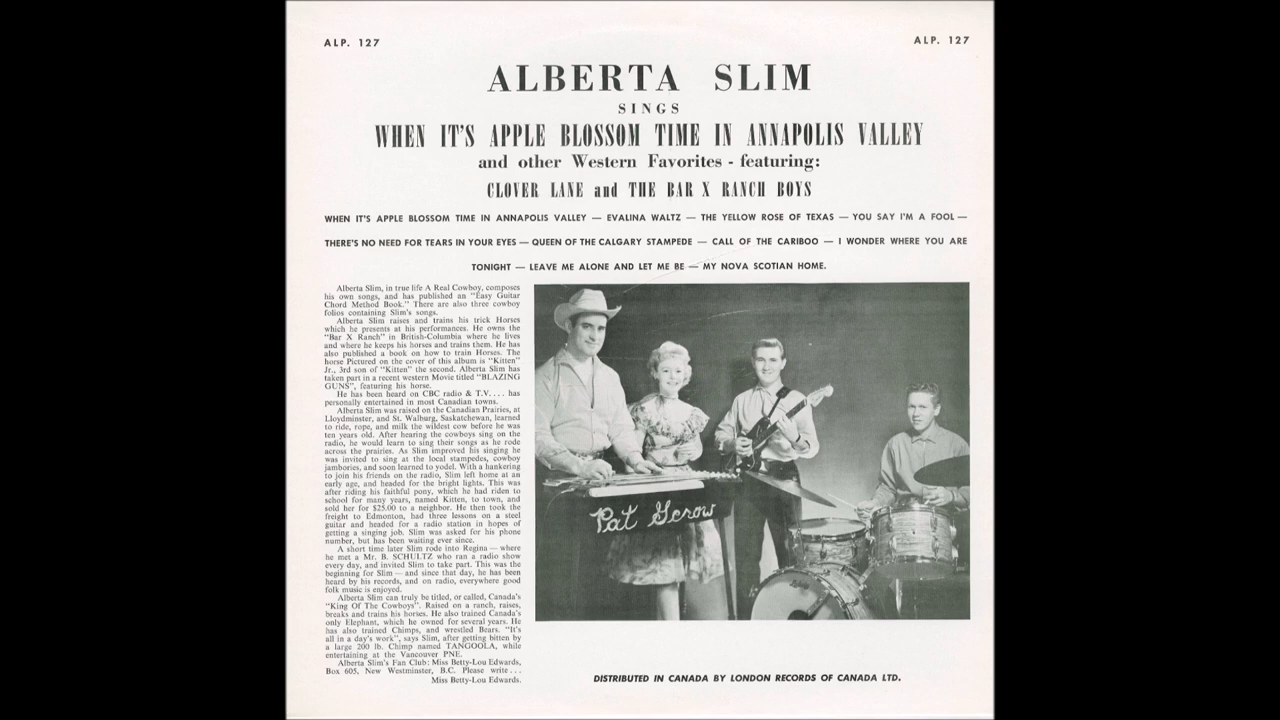 ALP. 127 ALP. 127
ALBERTA SLIM
SINGS
WHEN IT'S APPLE BLOSSOM TIME IN ANNAPOLIS VALLEY
and other Western Favorites - featuring:
CLOVER LANE and THE BAR X RANCH BOYS
WHEN IT'S APPLE BLOSSOM TIME IN ANNAPOLIS VALLEY — EVALINA WALTZ — THE YELLOW ROSE OF TEXAS — YOU SAY I'M A FOOL —
THERE'S NO NEED FOR TEARS IN YOUR EYES — QUEEN OF THE CALGARY STAMPEDE — CALL OF THE CARIBOO — I WONDER WHERE YOU ARE
TONIGHT — LEAVE ME ALONE AND LET ME BE — MY NOVA SCOTIAN HOME.
Alberta Slim, in true life A Real Cowboy, composes
his own songs, and has published an "Easy Guitar
Chord Method Book." There are also three cowboy
folios containing Slim's songs.
Alberta Slim raises and trains his trick Horses
which he presents at his performances. He owns the
"Bar X Ranch" in British-Columbia where he lives
and where he keeps his horses and trains them. He has
also published a book on how to train Horses. The
horse Pictured on the cover of this album is "Kitten"
Jr., 3rd son of "Kitten" the second. Alberta Slim has
taken part in a recent western Movie titled "BLAZING
GUNS", featuring his horse.
He has been heard on CBC radio & T.V. . . . has
personally entertained in most Canadian towns.
Alberta Slim was raised on the Canadian Prairies, at
Lloydminster, and St. Walburg, Saskatchewan, learned
to ride, rope, and milk the wildest cow before he was
ten years old. After hearing the cowboys sing on the
radio, he would learn to sing their songs as he rode
across the prairies. As Slim improved his singing he
was invited to sing at the local stampedes, cowboy
jambories, and soon learned to yodel. With a hankering
to join his friends on the radio, Slim left home at an
early age, and headed for the bright lights. This was
after riding his faithful pony, which he had riden to
school for many years, named Kitten, to town, and
sold her for $25.00 to a neighbor. He then took the
freight to Edmonton, had three lessons on a steel
guitar and headed for a radio station in hopes of
getting a singing job. Slim was asked for his phone
number, but has been waiting ever since.
A short time later Slim rode into Regina — where
he met a Mr. B. SCHULTZ who ran a radio show
every day, and invited Slim to take part. This was the
beginning for Slim — and since that day, he has been
heard by his records, and on radio, everywhere good
folk music is enjoyed.
Alberta Slim can truly be titled, or called, Canada's
"King Of The Cowboys". Raised on a ranch, raises,
breaks and trains his horses. He also trained Canada's
only Elephant, which he owned for several years. He
has also trained Chimps, and wrestled Bears. "It's
all in a day's work", says Slim, after getting bitten by
a large 200 lb. Chimp named TANGOOLA, while
entertaining at the Vancouver PNE.
Alberta Slim's Fan Club: Miss Betty-Lou Edwards,
Box 605, New Westminster, B.C. Please write . . .
Miss Betty-Lou Edwards.
Pat Gerow
DISTRIBUTED IN CANADA BY LONDON RECORDS OF CANADA LTD.